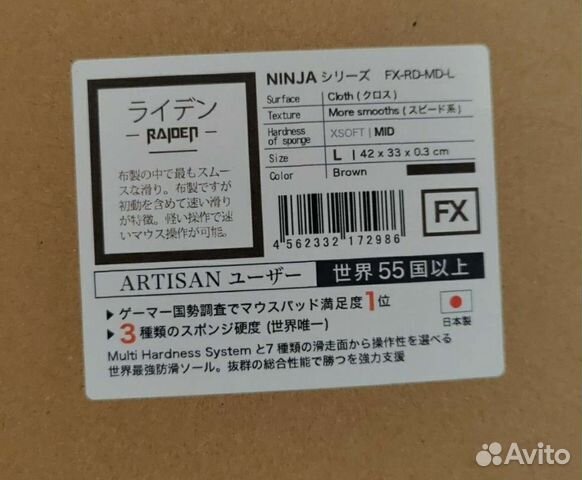 ライデン
RAIDEN
布製の中で最もスムー
スな滑り。布製ですが
初動を含めて速い滑り
が特徴。軽い操作で速
いマウス操作が可能。
NINJA シリーズ FX-RD-MD-L
Surface Cloth (クロス)
Texture More smooths (スピード系)
Hardness of sponge XSOFT | MID
Size L | 42 x 33 x 0.3 cm
Color Brown
4 562332 172986
FX
ARTISAN ユーザー 世界 55 国以上
▶ ゲーマー国勢調査でマウスパッド満足度1位
▶ 3種類のスポンジ硬度 (世界唯一)
日本製
Multi Hardness System と7種類の滑走面から操作性を選べる
世界最強防滑ソール。抜群の総合性能で勝つを強力支援
Avito